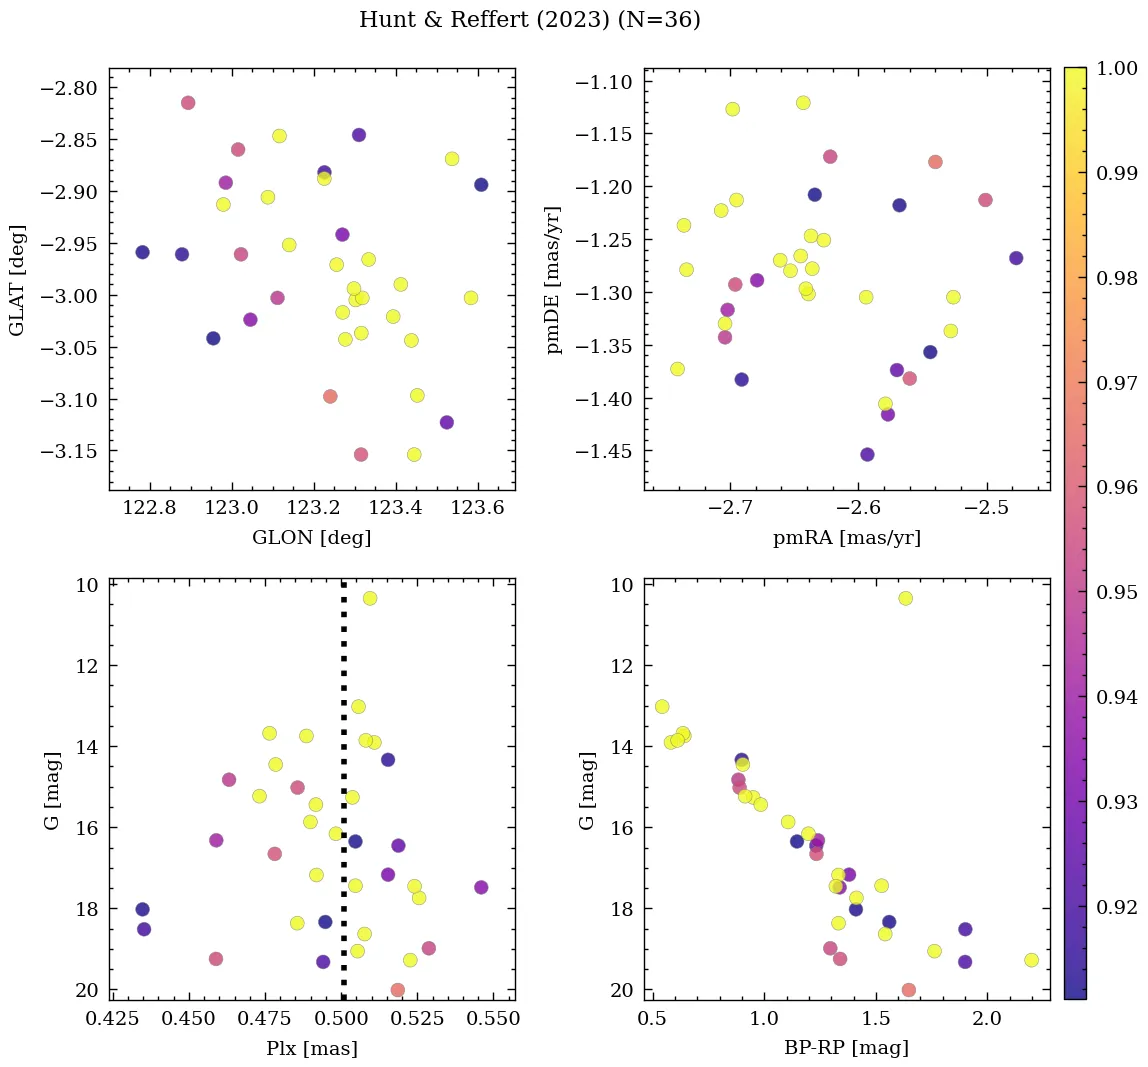 Hunt & Reffert (2023) (N=36)
−2.80
−2.85
−2.90
−2.95
−3.00
−3.05
−3.10
−3.15
GLAT [deg]
122.8 123.0 123.2 123.4 123.6
GLON [deg]
−1.10
−1.15
−1.20
−1.25
−1.30
−1.35
−1.40
−1.45
pmDE [mas/yr]
−2.7 −2.6 −2.5
pmRA [mas/yr]
10
12
14
16
18
20
G [mag]
0.425 0.450 0.475 0.500 0.525 0.550
Plx [mas]
10
12
14
16
18
20
G [mag]
0.5 1.0 1.5 2.0
BP-RP [mag]
1.00
0.99
0.98
0.97
0.96
0.95
0.94
0.93
0.92